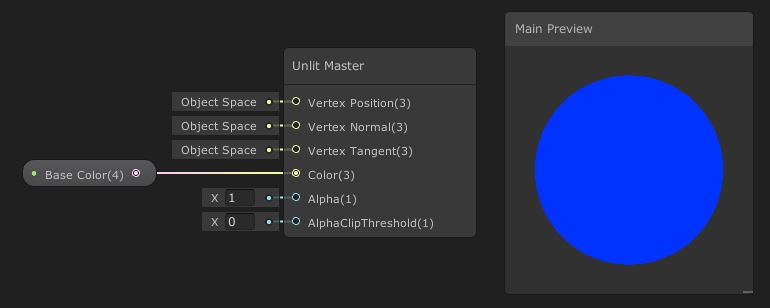 Main Preview
Unlit Master
Object Space
Vertex Position(3)
Object Space
Vertex Normal(3)
Object Space
Vertex Tangent(3)
Base Color(4)
Color(3)
X 1
Alpha(1)
X 0
AlphaClipThreshold(1)